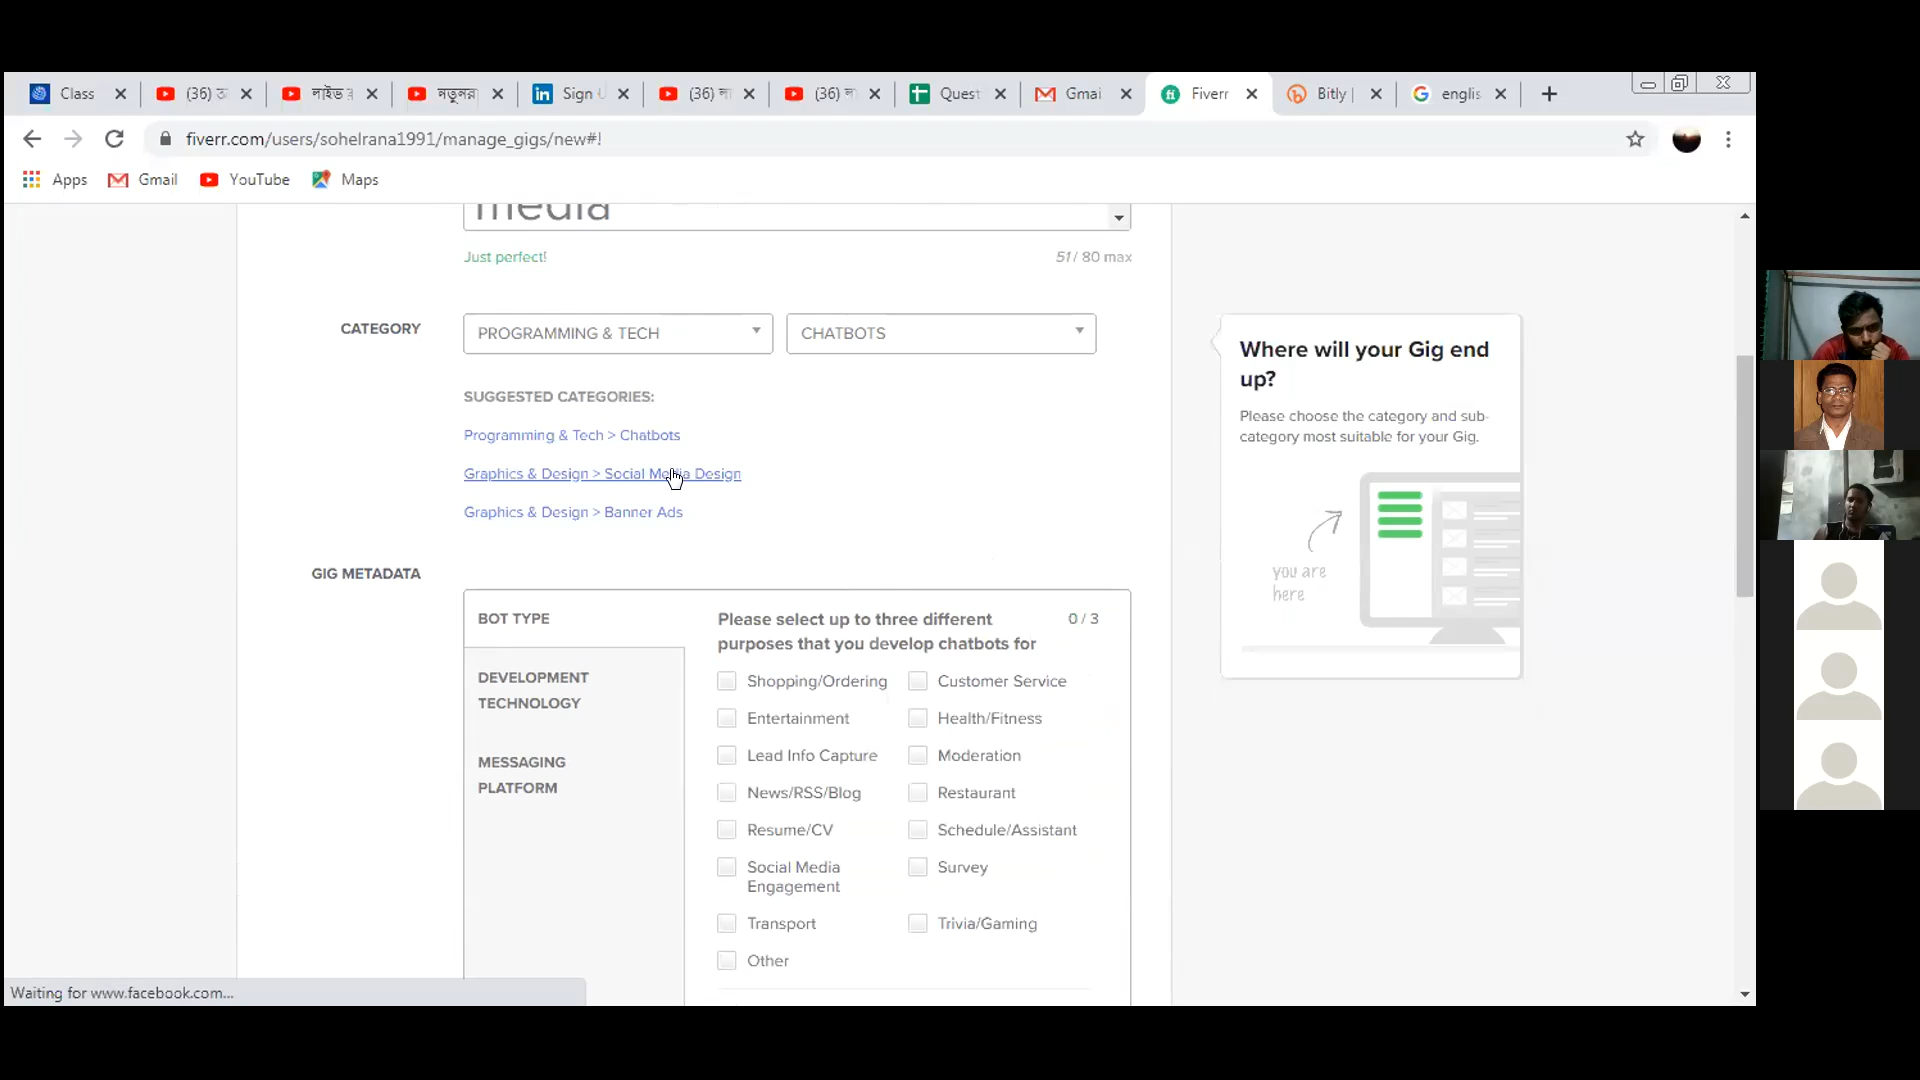 Class
(36)
লাইভ
নতুনর
Sign
(36)
(36)
Quest
Gmai
Fiverr
Bitly |
englis
fiverr.com/users/sohelrana1991/manage_gigs/new#!
Apps
Gmail
YouTube
Maps
media
Just perfect!
51/ 80 max
CATEGORY
PROGRAMMING & TECH
CHATBOTS
SUGGESTED CATEGORIES:
Programming & Tech > Chatbots
Graphics & Design > Social Media Design
Graphics & Design > Banner Ads
Where will your Gig end
up?
Please choose the category and sub-
category most suitable for your Gig.
you are
here
GIG METADATA
BOT TYPE
DEVELOPMENT
TECHNOLOGY
MESSAGING
PLATFORM
Please select up to three different
purposes that you develop chatbots for
0 / 3
Shopping/Ordering
Customer Service
Entertainment
Health/Fitness
Lead Info Capture
Moderation
News/RSS/Blog
Restaurant
Resume/CV
Schedule/Assistant
Social Media
Engagement
Survey
Transport
Trivia/Gaming
Other
Waiting for www.facebook.com...